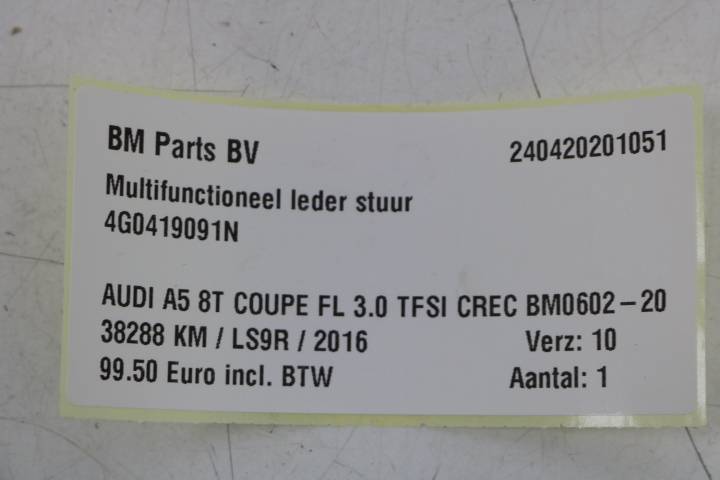 BM Parts BV 240420201051
Multifunctioneel leder stuur
4G0419091N
AUDI A5 8T COUPE FL 3.0 TFSI CREC BM0602-20
38288 KM / LS9R / 2016 Verz: 10
99.50 Euro incl. BTW Aantal: 1